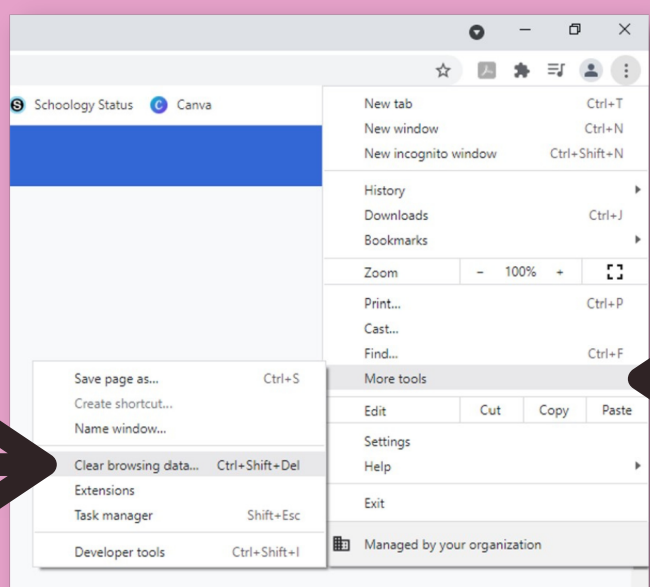 Schoology Status Canva
New tab Ctrl+T
New window Ctrl+N
New incognito window Ctrl+Shift+N
History
Downloads Ctrl+J
Bookmarks
Zoom - 100% +
Print... Ctrl+P
Cast...
Find... Ctrl+F
More tools
Edit Cut Copy Paste
Settings
Help
Exit
Managed by your organization
Save page as... Ctrl+S
Create shortcut...
Name window...
Clear browsing data... Ctrl+Shift+Del
Extensions
Task manager Shift+Esc
Developer tools Ctrl+Shift+I